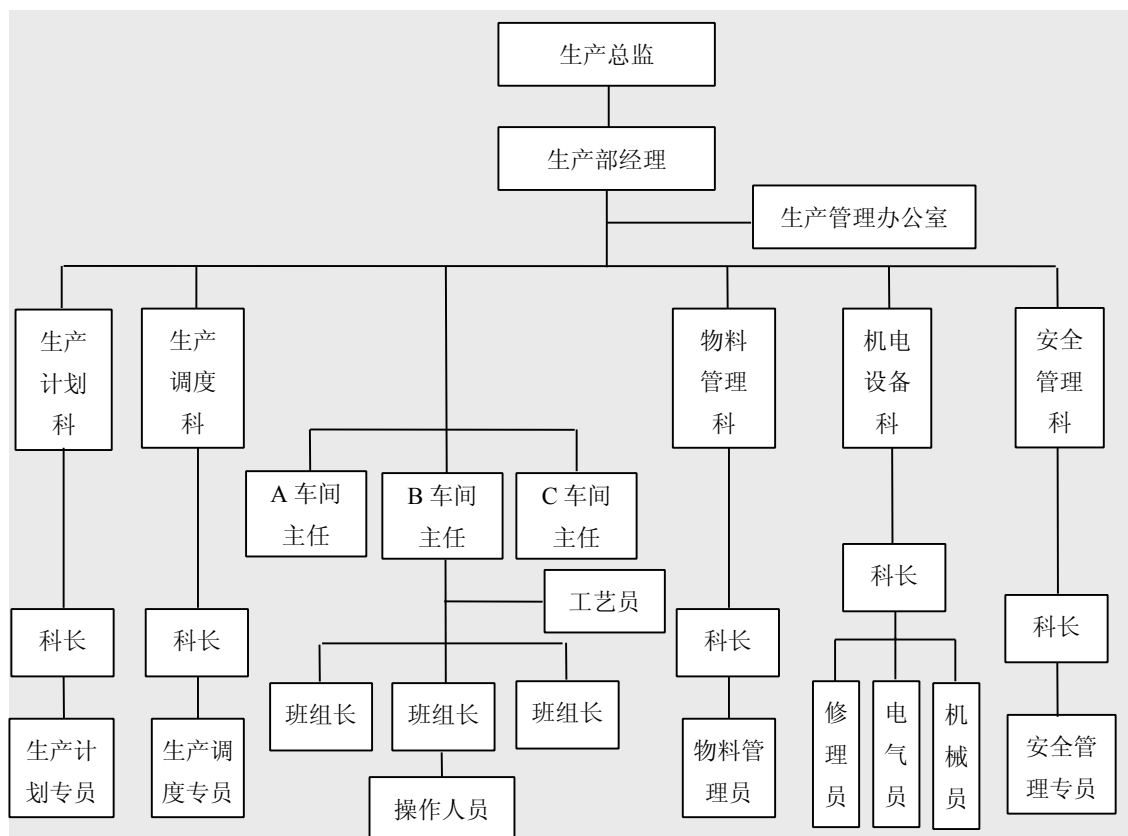 生产总监
生产部经理
生产管理办公室
生产
计划
科
生产
调度
科
物料
管理
科
机电
设备
科
安全
管理
科
A 车间
主任
B 车间
主任
C 车间
主任
工艺员
科长
科长
科长
科长
科长
班组长
班组长
班组长
修
理
员
电
气
员
机
械
员
生产计
划专员
生产调
度专员
物料管
理员
安全管
理专员
操作人员